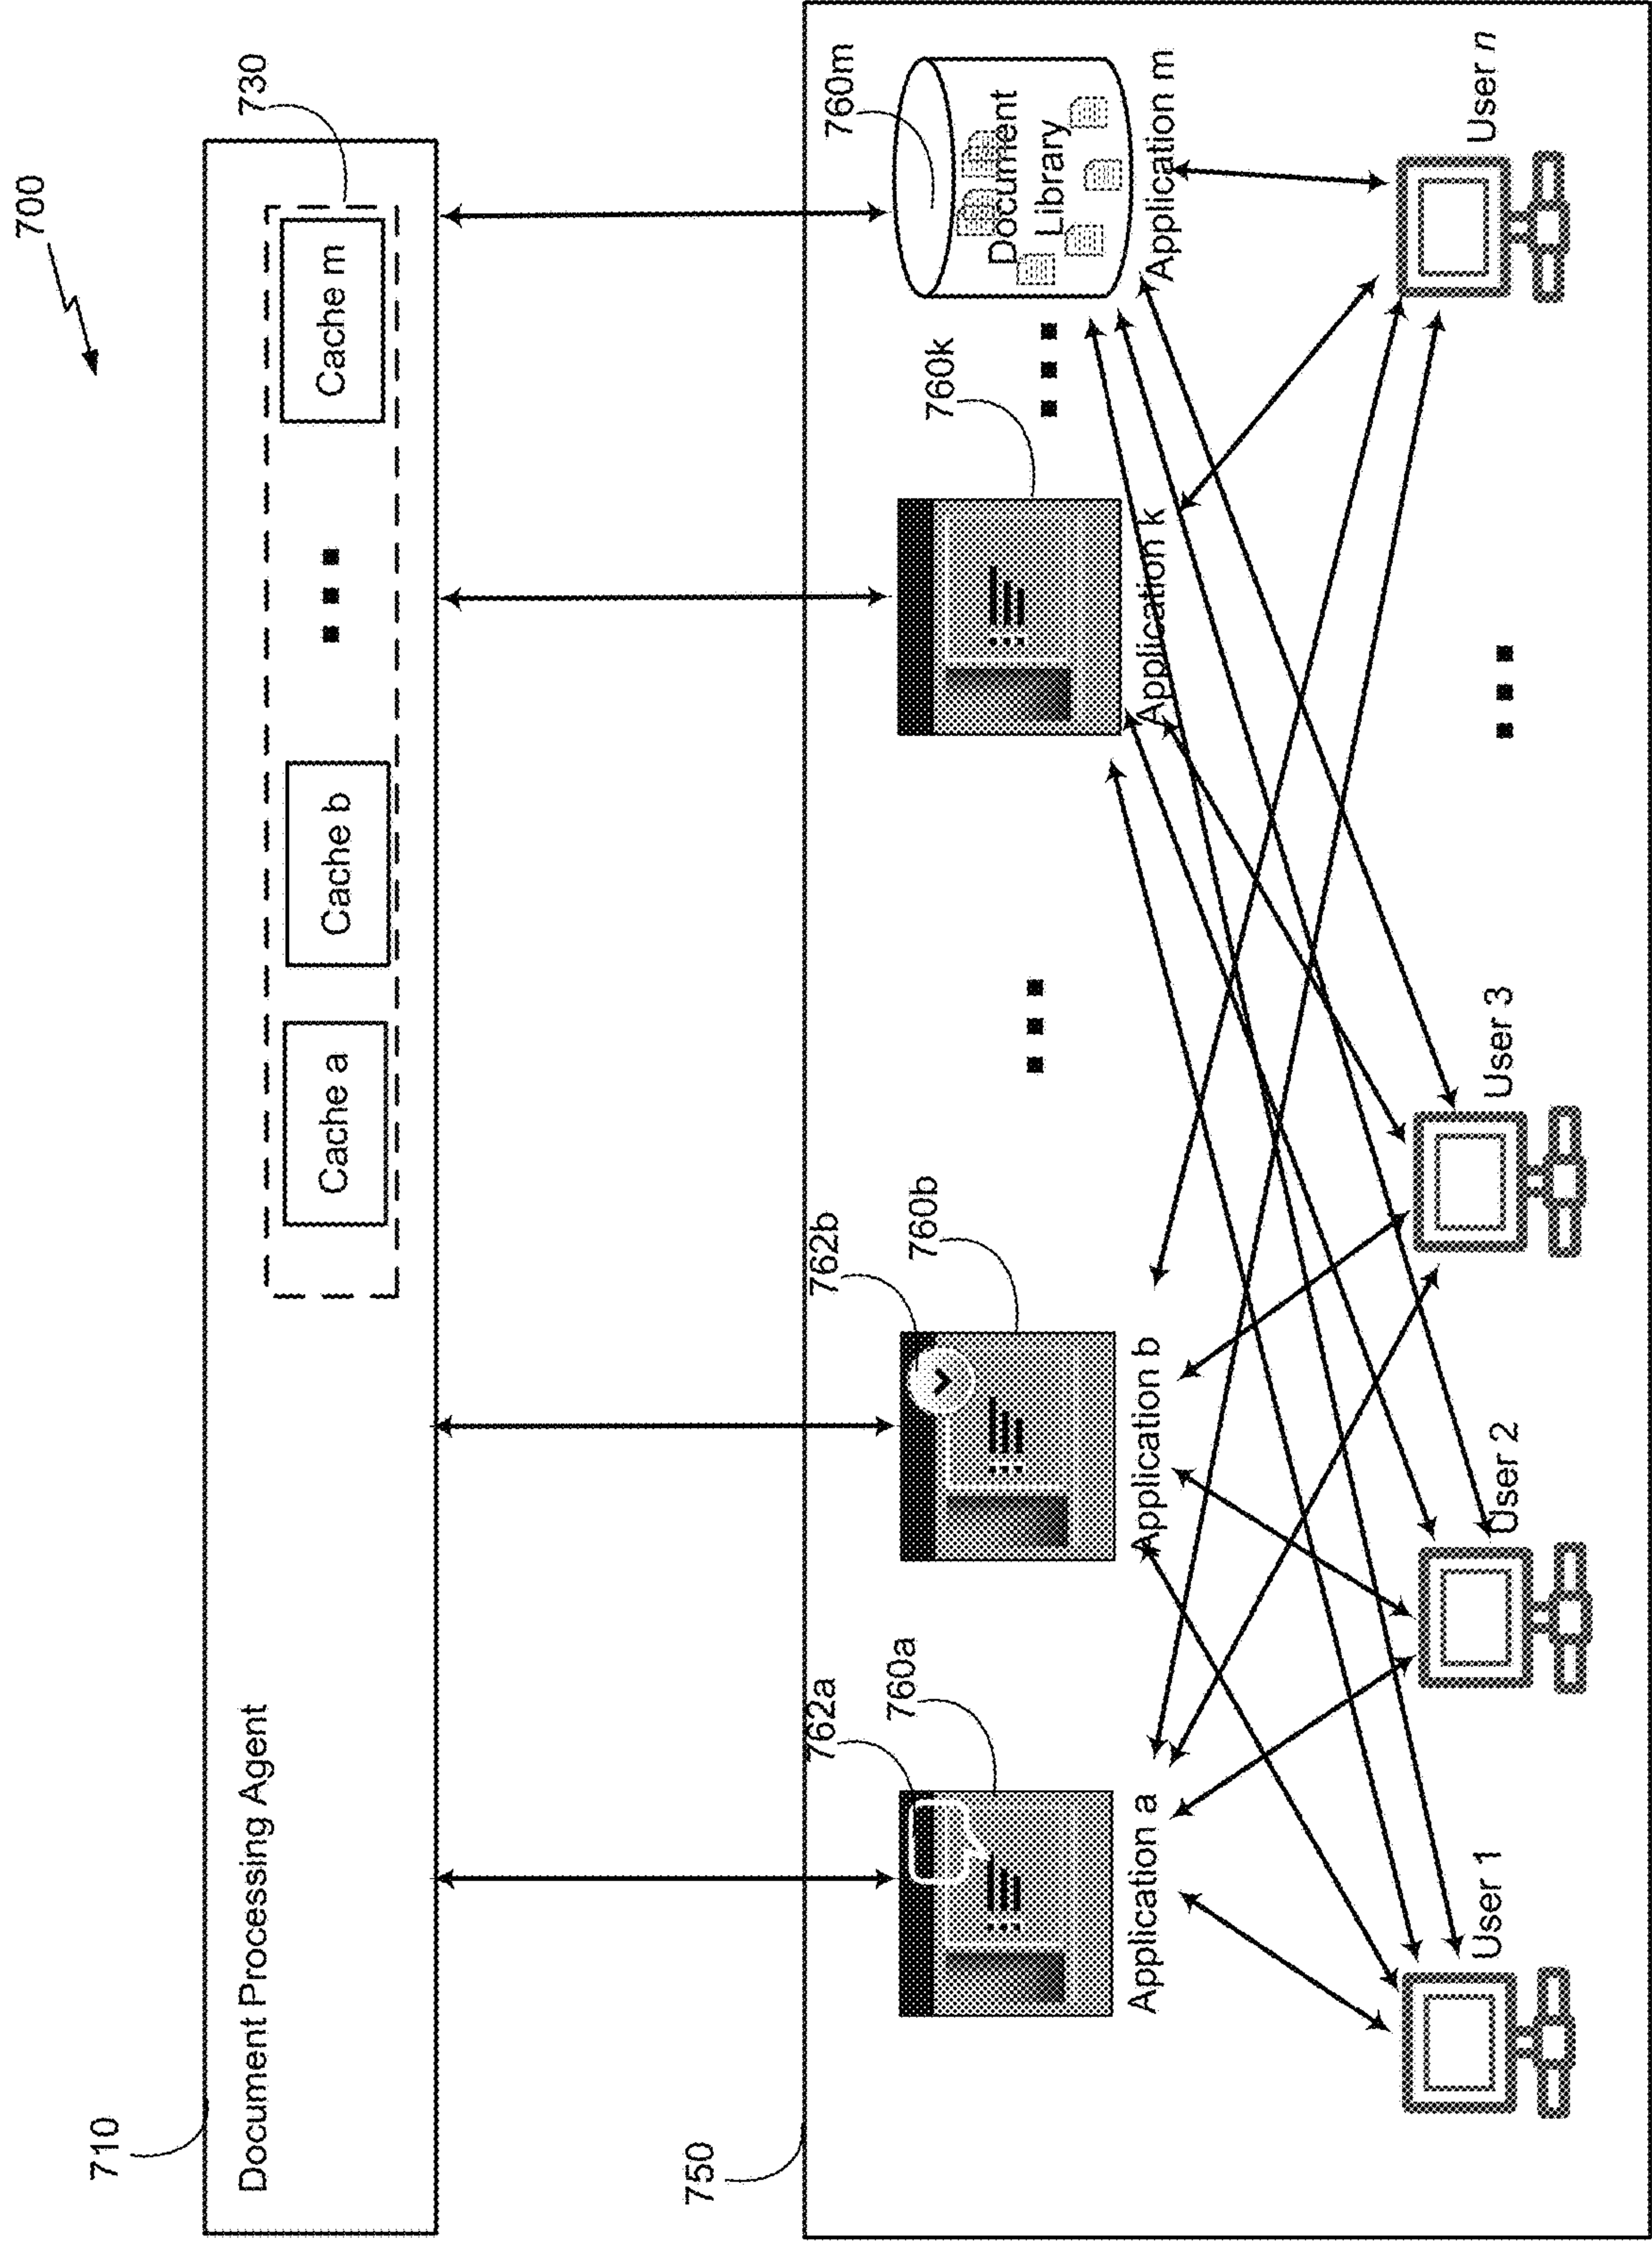 700
710
730
Document Processing Agent
Cache a
Cache b
Cache m
750
762a
760a
762b
760b
760k
760m
Document
Library
Application a
Application b
Application k
Application m
User 1
User 2
User 3
User n